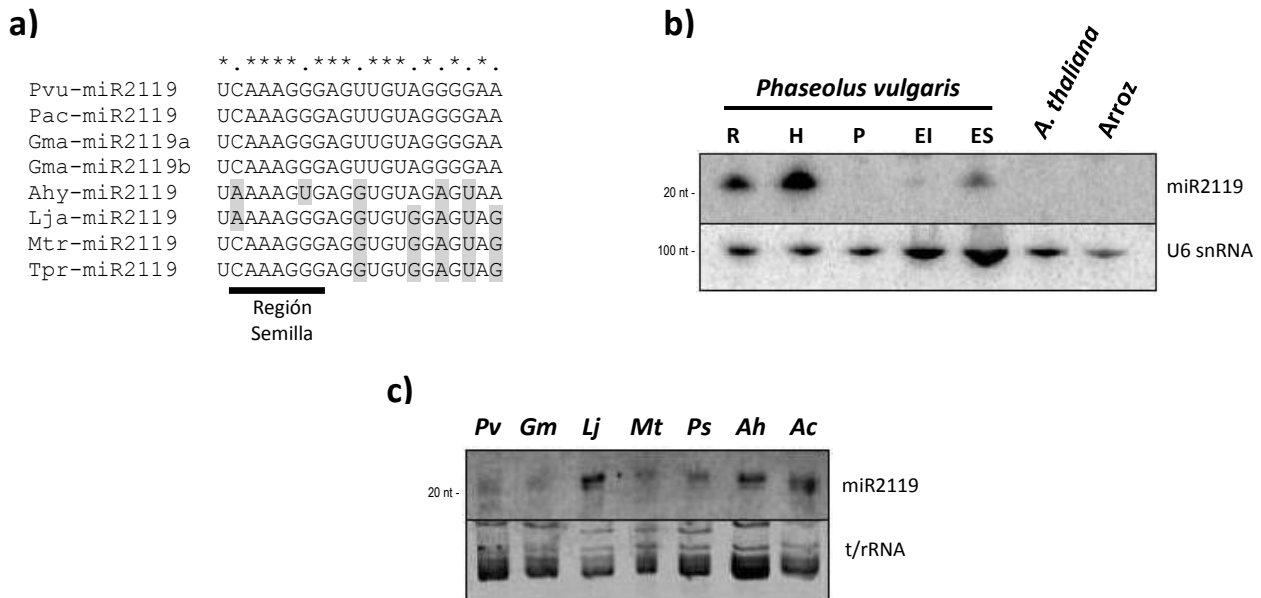 a)
*.****.***.***.*.*.*.
Pvu-miR2119 UCAAAGGGAGUUGUAGGGGAA
Pac-miR2119 UCAAAGGGAGUUGUAGGGGAA
Gma-miR2119a UCAAAGGGAGUUGUAGGGGAA
Gma-miR2119b UCAAAGGGAGUUGUAGGGGAA
Ahy-miR2119 UAAAAGUGAGGUGUAGAGUAA
Lja-miR2119 UAAAAGGGAGGUGUGGAGUAG
Mtr-miR2119 UCAAAGGGAGGUGUGGAGUAG
Tpr-miR2119 UCAAAGGGAGGUGUGGAGUAG
Región
Semilla
b)
Phaseolus vulgaris
R H P EI ES A. thaliana Arroz
20 nt - miR2119
100 nt - U6 snRNA
c)
Pv Gm Lj Mt Ps Ah Ac
20 nt - miR2119
t/rRNA